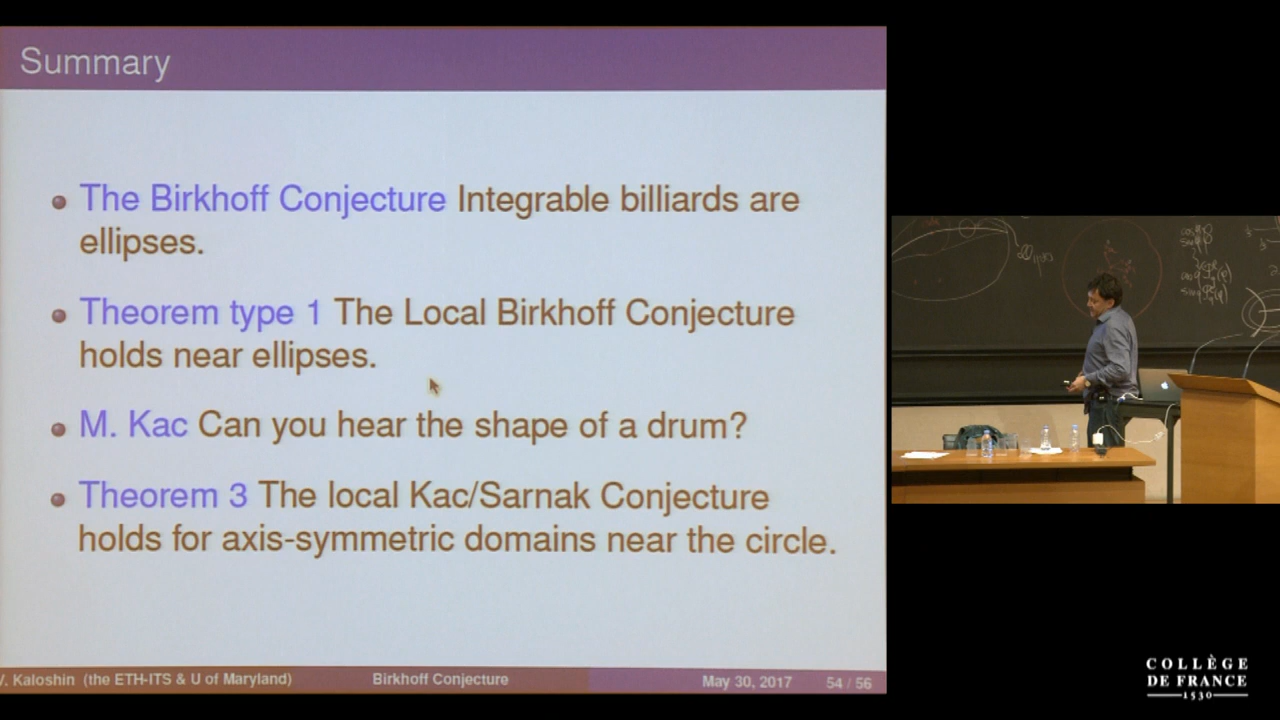 Summary
The Birkhoff Conjecture Integrable billiards are
ellipses.
Theorem type 1 The Local Birkhoff Conjecture
holds near ellipses.
M. Kac Can you hear the shape of a drum?
Theorem 3 The local Kac/Sarnak Conjecture
holds for axis-symmetric domains near the circle.
V. Kaloshin (the ETH-ITS & U of Maryland) Birkhoff Conjecture May 30, 2017 54 / 56
COLLÈGE
DE FRANCE
1530